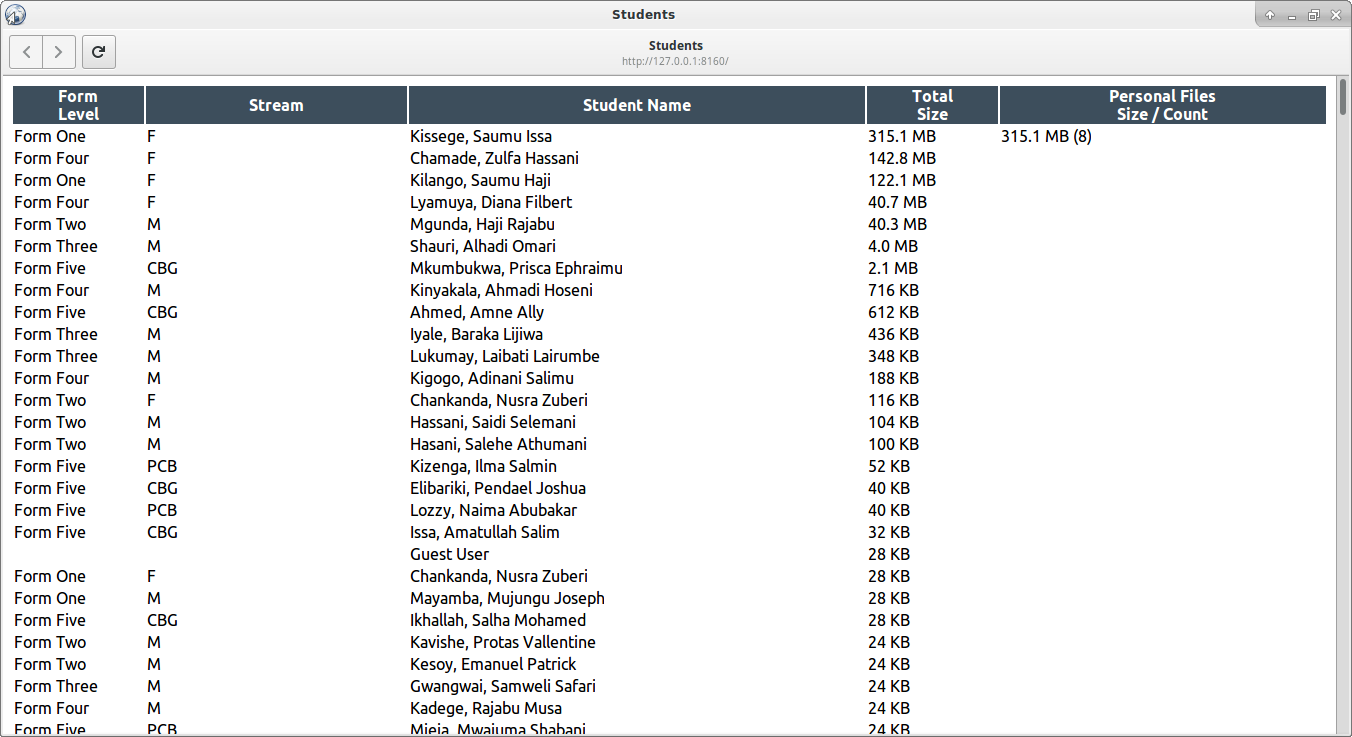 Students
Students
http://127.0.0.1:8160/
Form Level Stream Student Name Total Size Personal Files Size / Count
Form One F Kissege, Saumu Issa 315.1 MB 315.1 MB (8)
Form Four F Chamade, Zulfa Hassani 142.8 MB
Form One F Kilango, Saumu Haji 122.1 MB
Form Four F Lyamuya, Diana Filbert 40.7 MB
Form Two M Mgunda, Haji Rajabu 40.3 MB
Form Three M Shauri, Alhadi Omari 4.0 MB
Form Five CBG Mkumbukwa, Prisca Ephraimu 2.1 MB
Form Four M Kinyakala, Ahmadi Hoseni 716 KB
Form Five CBG Ahmed, Amne Ally 612 KB
Form Three M Iyale, Baraka Lijiwa 436 KB
Form Three M Lukumay, Laibati Lairumbe 348 KB
Form Four M Kigogo, Adinani Salimu 188 KB
Form Two F Chankanda, Nusra Zuberi 116 KB
Form Two M Hassani, Saidi Selemani 104 KB
Form Two M Hasani, Salehe Athumani 100 KB
Form Five PCB Kizenga, Ilma Salmin 52 KB
Form Five CBG Elibariki, Pendael Joshua 40 KB
Form Five PCB Lozzy, Naima Abubakar 40 KB
Form Five CBG Issa, Amatullah Salim 32 KB
Guest User 28 KB
Form One F Chankanda, Nusra Zuberi 28 KB
Form One M Mayamba, Mujungu Joseph 28 KB
Form Five CBG Ikhallah, Salha Mohamed 28 KB
Form Two M Kavishe, Protas Vallentine 24 KB
Form Two M Kesoy, Emanuel Patrick 24 KB
Form Three M Gwangwai, Samweli Safari 24 KB
Form Four M Kadege, Rajabu Musa 24 KB
Form Five PCB Mwajuma Shabani 24 KB